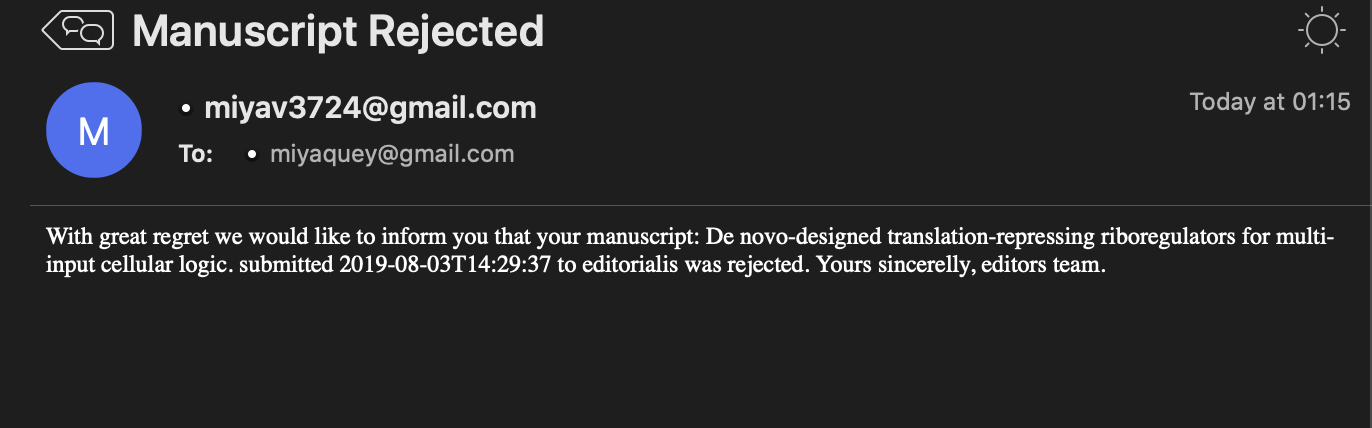 Manuscript Rejected
M
• miyav3724@gmail.com
Today at 01:15
To: • miyaquey@gmail.com
With great regret we would like to inform you that your manuscript: De novo-designed translation-repressing riboregulators for multi-
input cellular logic. submitted 2019-08-03T14:29:37 to editorialis was rejected. Yours sincerelly, editors team.